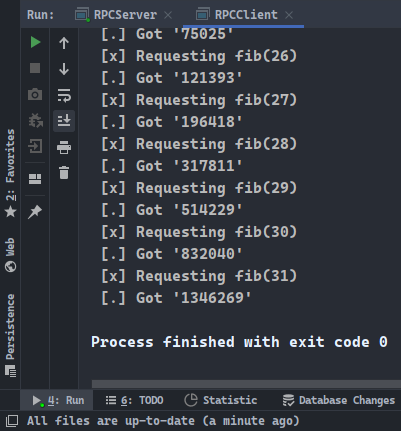 Run: RPCServer × RPCClient ×
[.] Got '75025'
[x] Requesting fib(26)
[.] Got '121393'
[x] Requesting fib(27)
[.] Got '196418'
[x] Requesting fib(28)
[.] Got '317811'
[x] Requesting fib(29)
[.] Got '514229'
[x] Requesting fib(30)
[.] Got '832040'
[x] Requesting fib(31)
[.] Got '1346269'
Process finished with exit code 0
2: Favorites
Web
Persistence
4: Run 6: TODO Statistic Database Changes
All files are up-to-date (a minute ago)